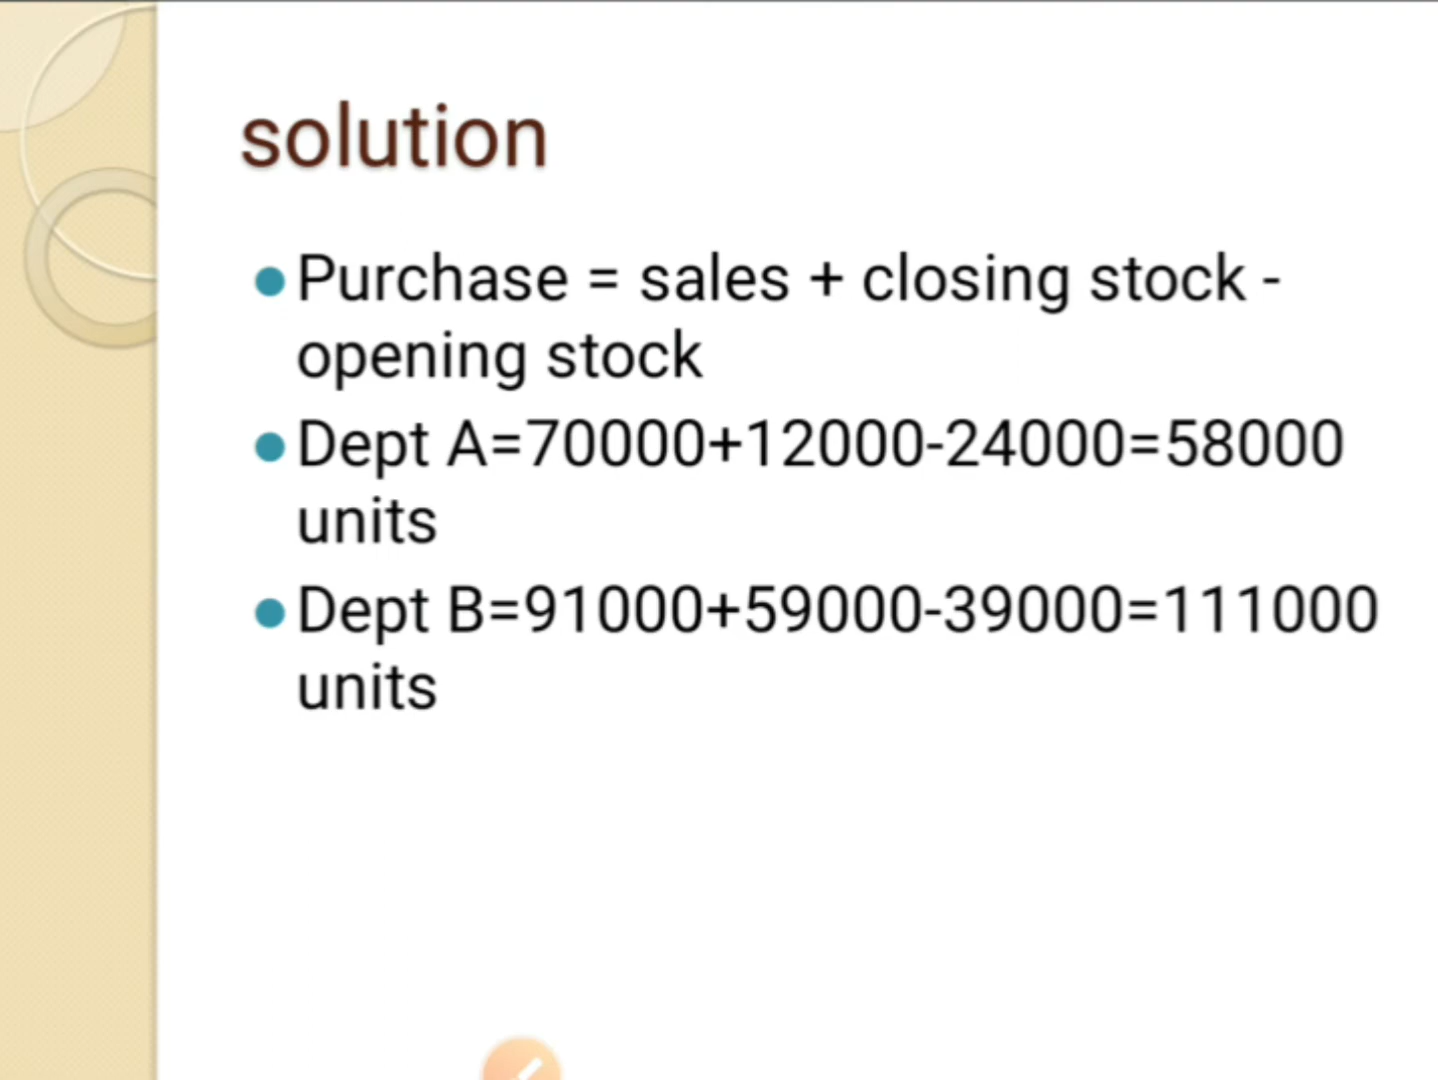 solution
Purchase = sales + closing stock -
opening stock
Dept A=70000+12000-24000=58000
units
Dept B=91000+59000-39000=111000
units